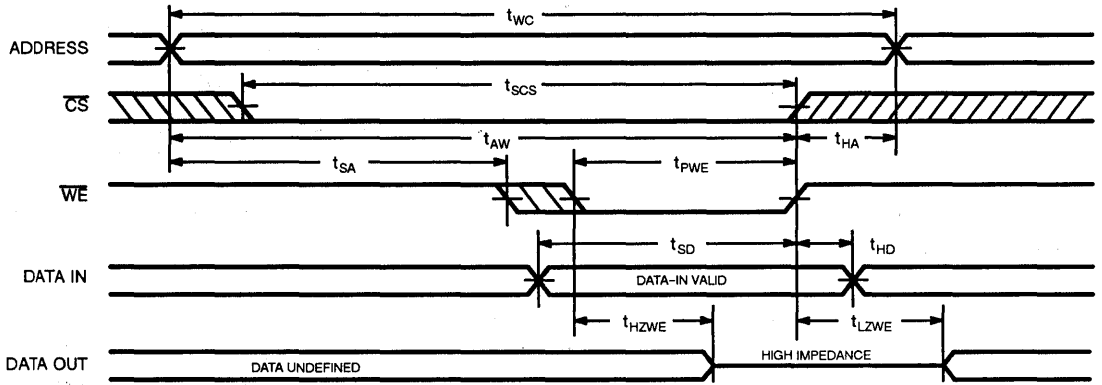 tWC
ADDRESS
tSCS
CS
tAW
tHA
tSA
tPWE
WE
tSD
tHD
DATA IN
DATA-IN VALID
tHZWE
tLZWE
DATA OUT
DATA UNDEFINED
HIGH IMPEDANCE